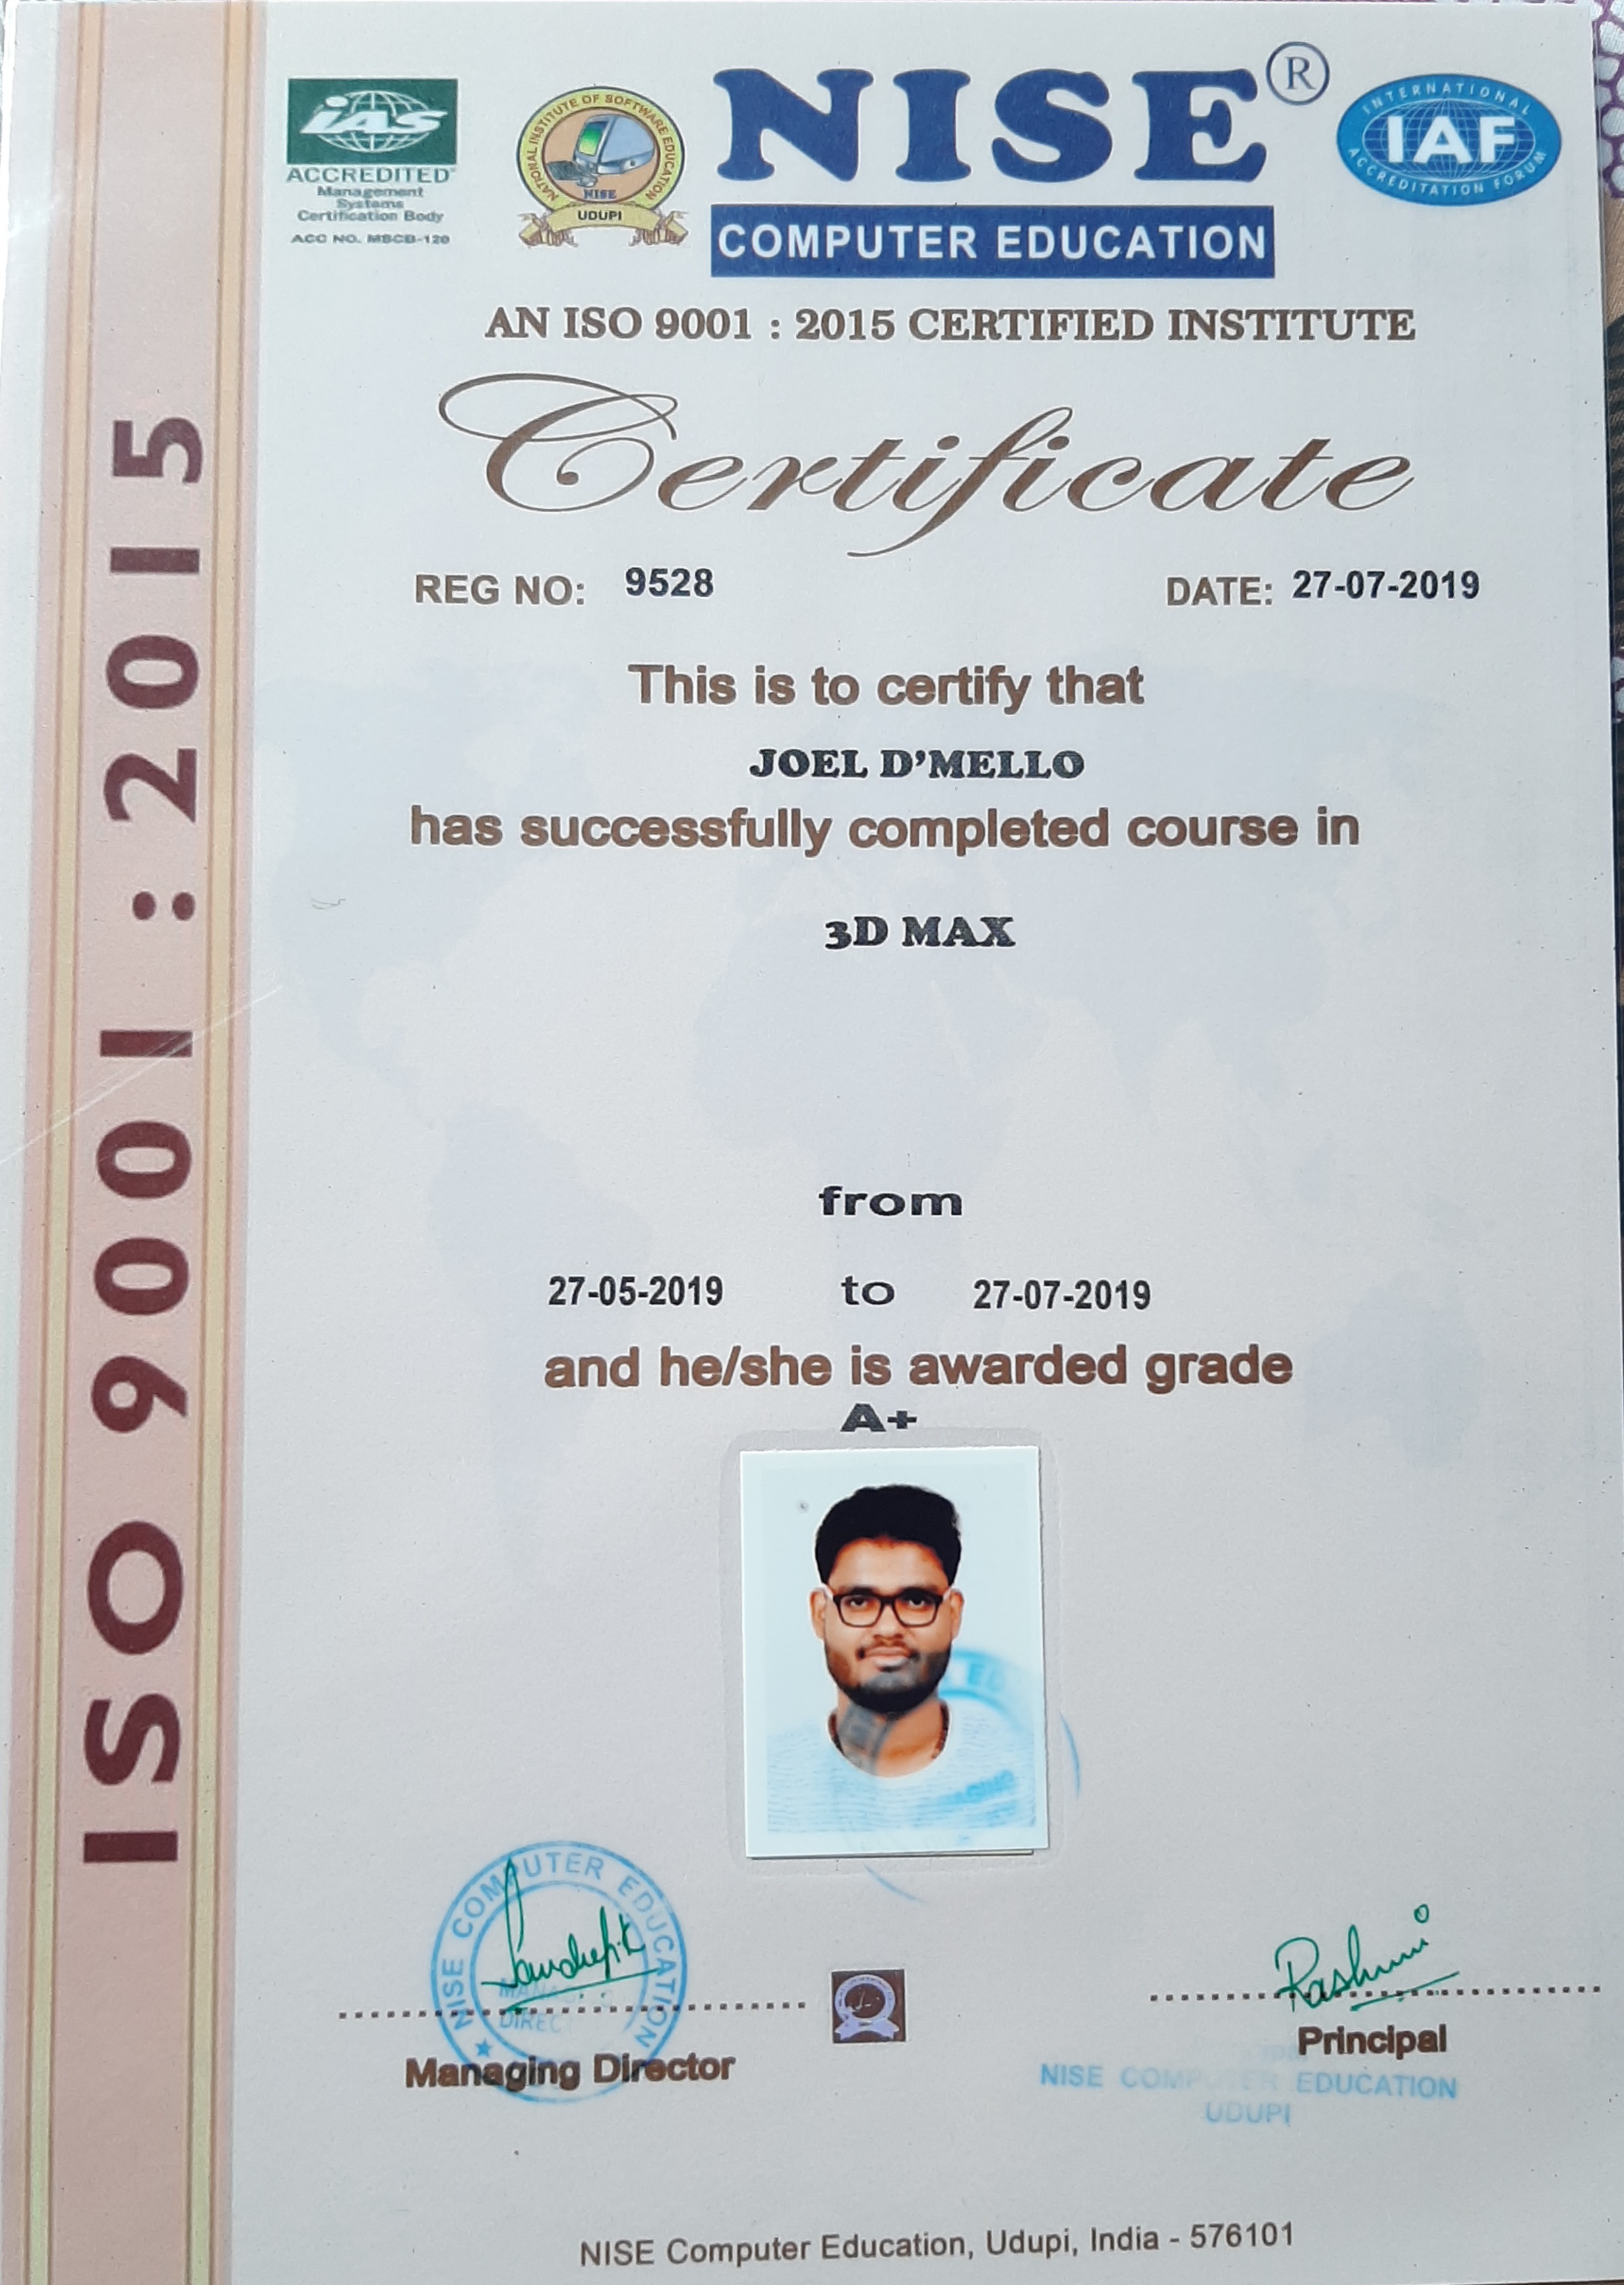 ISO 9001 : 2015
IAS
ACCREDITED
Management
Systems
Certification Body
ACC NO. MSCB-120
NATIONAL INSTITUTE OF SOFTWARE EDUCATION
NISE
UDUPI
NISE®
COMPUTER EDUCATION
INTERNATIONAL
IAF
ACCREDITATION FORUM
AN ISO 9001 : 2015 CERTIFIED INSTITUTE
Certificate
REG NO: 9528 DATE: 27-07-2019
This is to certify that
JOEL D'MELLO
has successfully completed course in
3D MAX
from
27-05-2019 to 27-07-2019
and he/she is awarded grade
A+
NISE COMPUTER EDUCATION
Rashmi
Managing Director
Principal
NISE COMPUTER EDUCATION
UDUPI
NISE Computer Education, Udupi, India - 576101